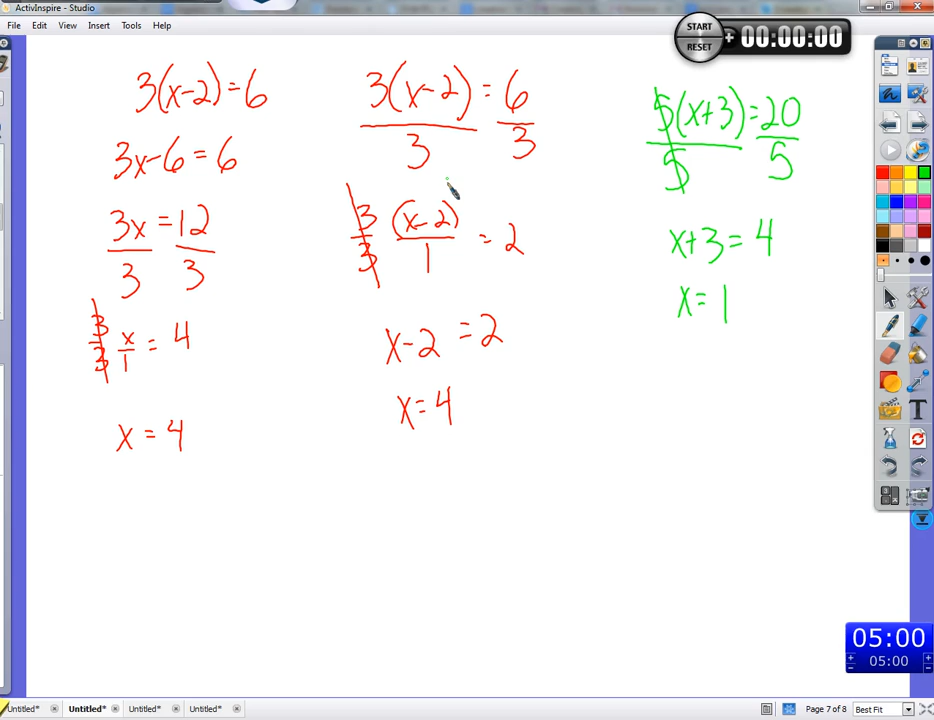 ActivInspire - Studio
File Edit View Insert Tools Help
START
RESET
00:00:00
3(x-2)=6
3x-6=6
3x=12
3 3
3 x = 4
3 1
x = 4
3(x-2)=6
3 3
3 (x-2) = 2
3 1
x-2=2
x=4
5(x+3)=20
5 5
x+3=4
x=1
T
05:00
05:00
Untitled* Untitled* Untitled* Untitled*
Page 7 of 8
Best Fit